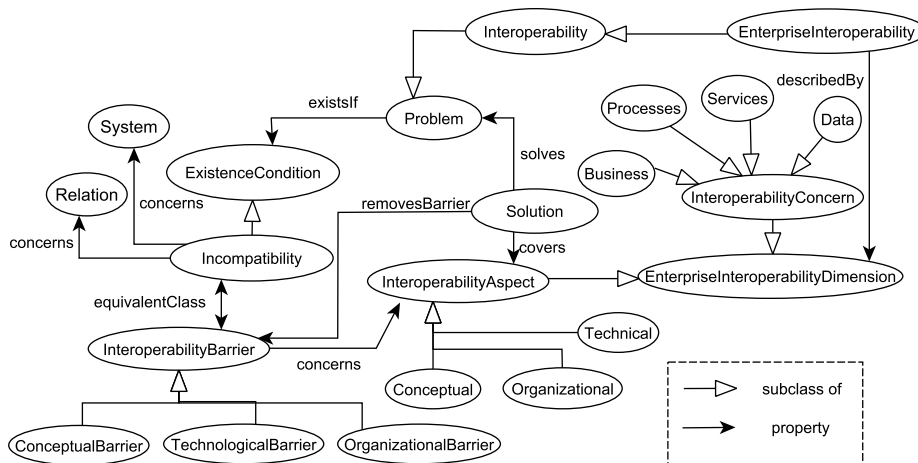 Interoperability
EnterpriseInteroperability
describedBy
existsIf
Problem
Processes
Services
Data
System
solves
ExistenceCondition
Business
Relation
concerns
removesBarrier
Solution
InteroperabilityConcern
concerns
Incompatibility
covers
InteroperabilityAspect
EnterpriseInteroperabilityDimension
equivalentClass
Technical
InteroperabilityBarrier
concerns
Conceptual
Organizational
subclass of
property
ConceptualBarrier
TechnologicalBarrier
OrganizationalBarrier